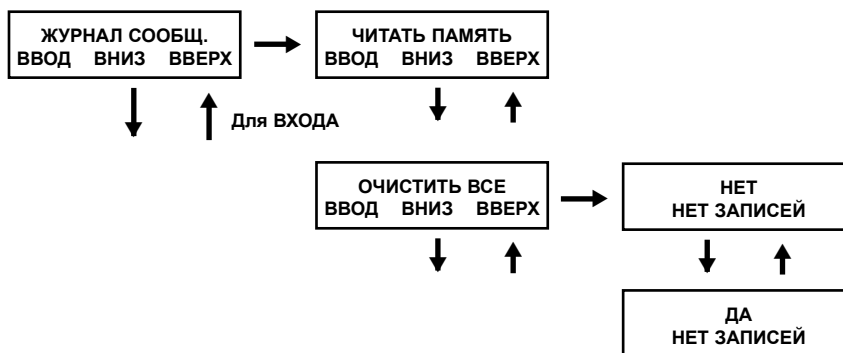 ЖУРНАЛ СООБЩ.
ВВОД ВНИЗ ВВЕРХ
ЧИТАТЬ ПАМЯТЬ
ВВОД ВНИЗ ВВЕРХ
Для ВХОДА
ОЧИСТИТЬ ВСЕ
ВВОД ВНИЗ ВВЕРХ
НЕТ
НЕТ ЗАПИСЕЙ
ДА
НЕТ ЗАПИСЕЙ